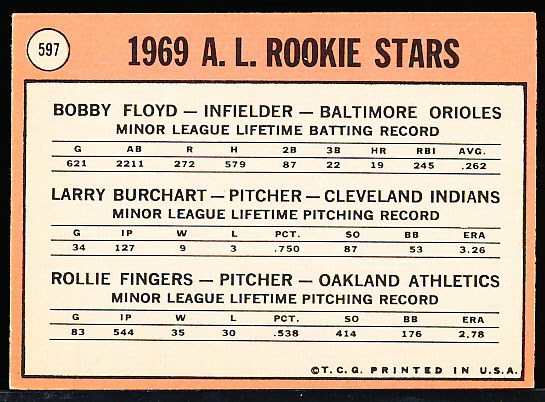 597
1969 A. L. ROOKIE STARS
BOBBY FLOYD — INFIELDER — BALTIMORE ORIOLES
MINOR LEAGUE LIFETIME BATTING RECORD
G AB R H 2B 3B HR RBI AVG.
621 2211 272 579 87 22 19 245 .262
LARRY BURCHART — PITCHER — CLEVELAND INDIANS
MINOR LEAGUE LIFETIME PITCHING RECORD
G IP W L PCT. SO BB ERA
34 127 9 3 .750 87 53 3.26
ROLLIE FINGERS — PITCHER — OAKLAND ATHLETICS
MINOR LEAGUE LIFETIME PITCHING RECORD
G IP W L PCT. SO BB ERA
83 544 35 30 .538 414 176 2.78
©T.C.G. PRINTED IN U.S.A.